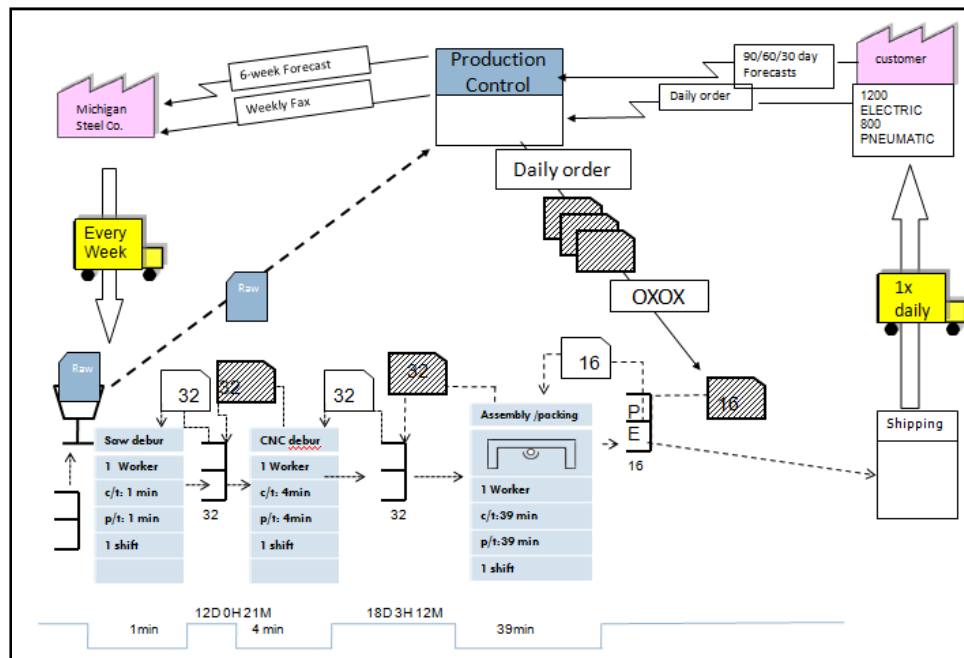 6-week Forecast
Weekly Fax
Michigan
Steel Co.
Production
Control
90/60/30 day
Forecasts
Daily order
customer
1200
ELECTRIC
800
PNEUMATIC
Daily order
OXOX
Every
Week
Raw
1x
daily
Raw
32
32
32
32
16
16
P
E
16
Shipping
Saw debur
1 Worker
c/t: 1 min
p/t: 1 min
1 shift
32
CNC debur
1 Worker
c/t: 4min
p/t: 4min
1 shift
32
Assembly /packing
1 Worker
c/t:39 min
p/t:39 min
1 shift
12D 0H 21M
18D 3H 12M
1min
4 min
39min